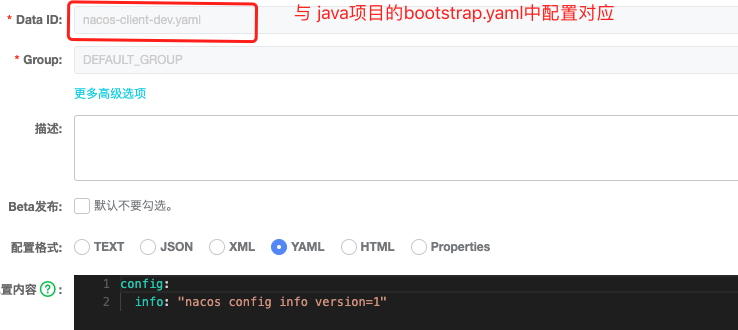 * Data ID: nacos-client-dev.yaml 与 java项目的bootstrap.yaml中配置对应
* Group: DEFAULT_GROUP
更多高级选项
描述:
Beta发布: 默认不要勾选。
配置格式: TEXT JSON XML YAML HTML Properties
置内容 ? : 1 config:
2 info: "nacos config info version=1"